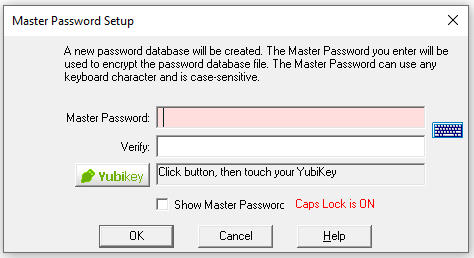 Master Password Setup
A new password database will be created. The Master Password you enter will be
used to encrypt the password database file. The Master Password can use any
keyboard character and is case-sensitive.
Master Password:
Verify:
Yubikey Click button, then touch your YubiKey
Show Master Password Caps Lock is ON
OK Cancel Help